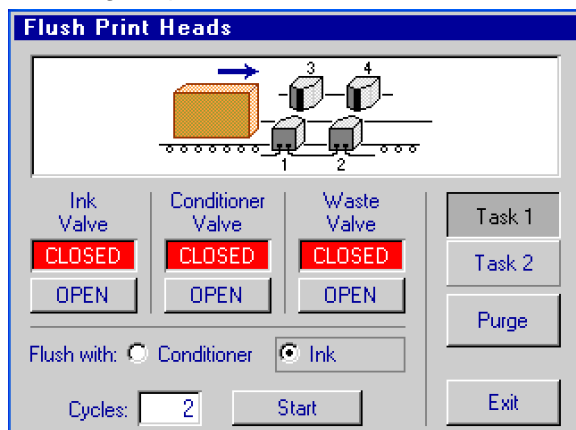 Flush Print Heads
3 4
1 2
Ink Valve
Conditioner Valve
Waste Valve
CLOSED CLOSED CLOSED
OPEN OPEN OPEN
Task 1
Task 2
Purge
Flush with: Conditioner Ink
Cycles: 2 Start
Exit